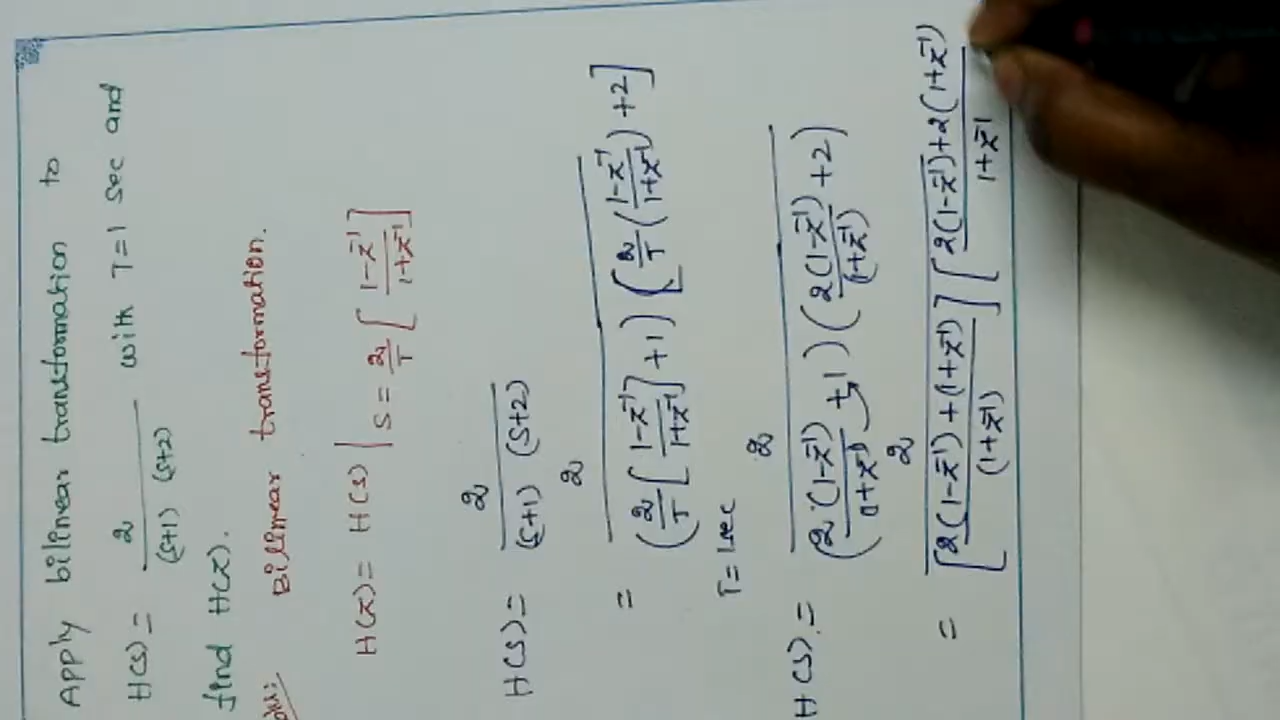 Apply bilinear transformation to
H(s) = 2 / (s+1) (s+2) with T=1 sec and
find H(z).
Bilinear transformation.
H(z) = H(s) | s = 2/T [ 1-z⁻¹ / 1+z⁻¹ ]
H(s) = 2 / (s+1) (s+2)
= 2 / ( 2/T [ 1-z⁻¹ / 1+z⁻¹ ] +1 ) ( 2/T ( 1-z⁻¹ / 1+z⁻¹ ) +2 ]
T = 1sec
H(s). = 2 / ( 2.(1-z⁻¹) / (1+z⁻¹) +1 ) ( 2(1-z⁻¹) / (1+z⁻¹) +2 )
= 2 / [ 2(1-z⁻¹)+(1+z⁻¹) / (1+z⁻¹) ] [ 2(1-z⁻¹)+2(1+z⁻¹) / 1+z⁻¹